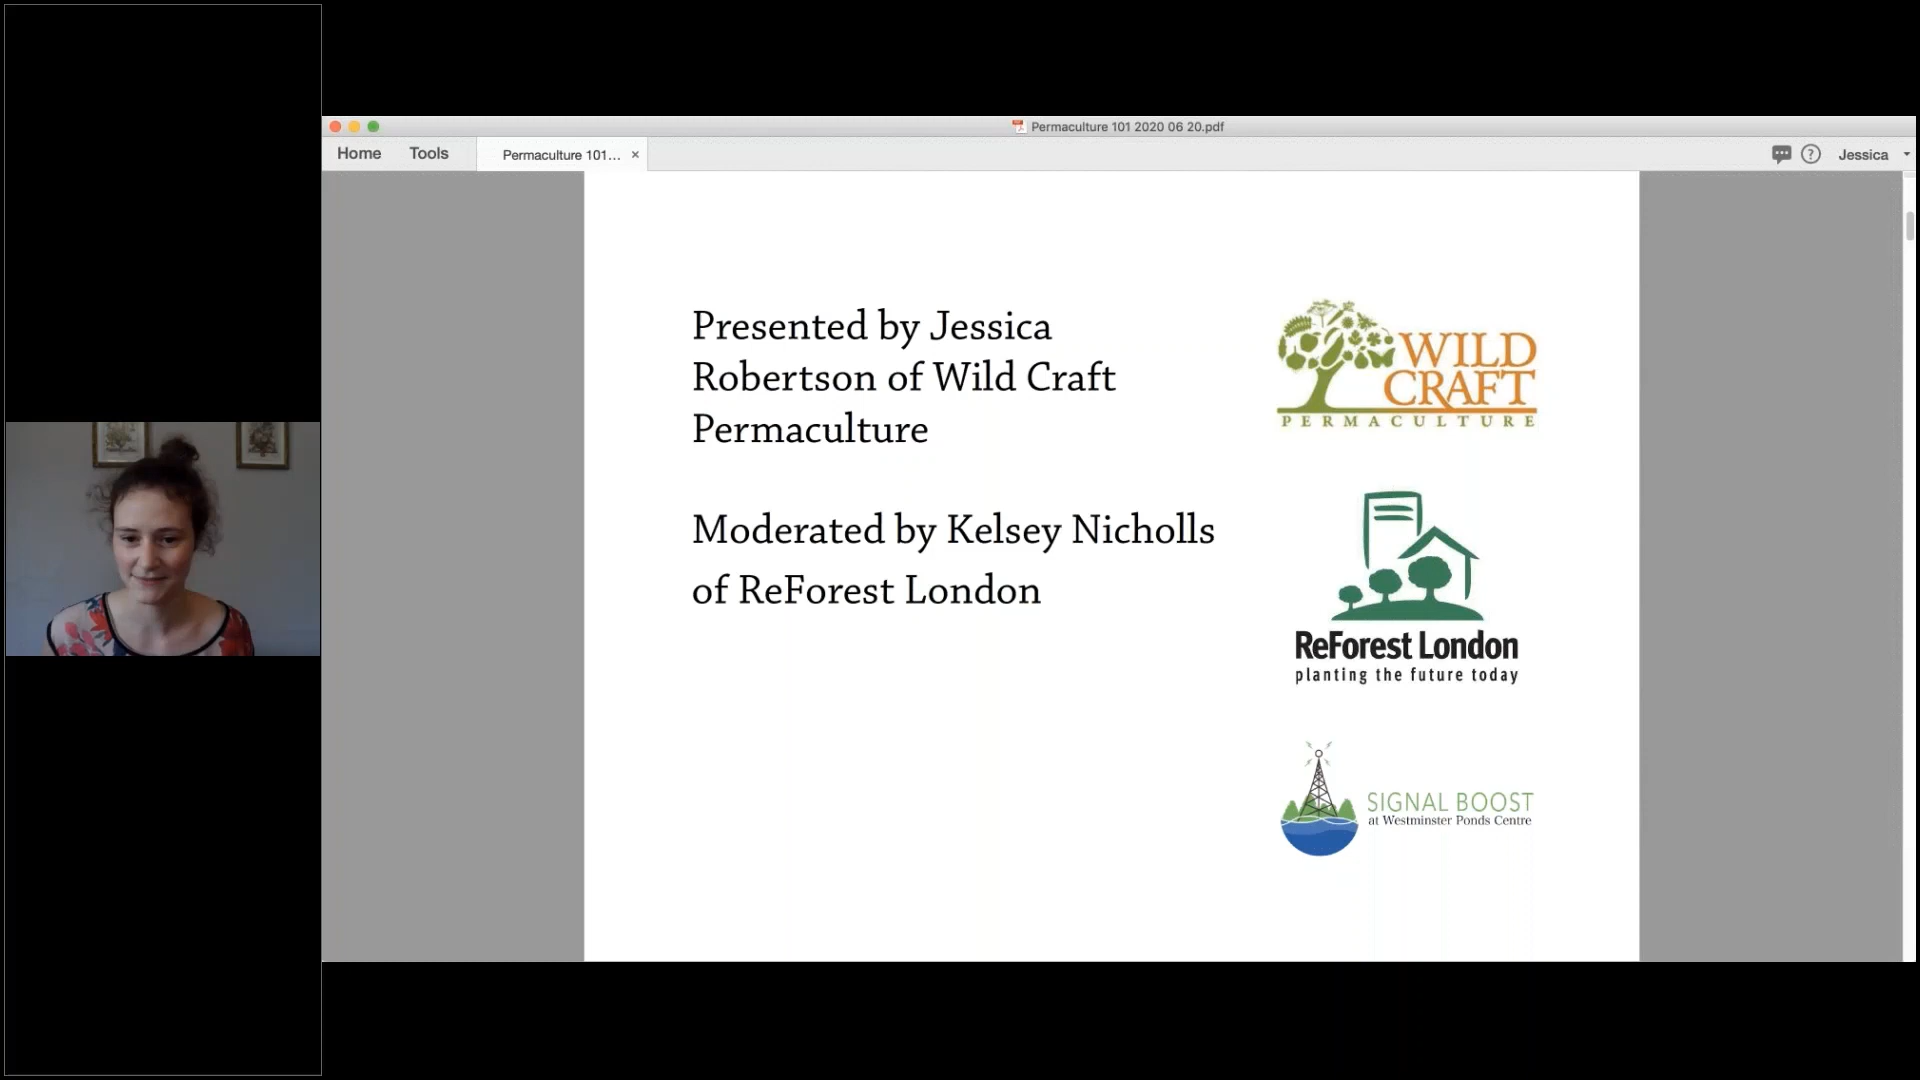 Permaculture 101 2020 06 20.pdf
Home
Tools
Permaculture 101... ×
?
Jessica
Presented by Jessica
Robertson of Wild Craft
Permaculture
Moderated by Kelsey Nicholls
of ReForest London
WILD
CRAFT
PERMACULTURE
ReForest London
planting the future today
SIGNAL BOOST
at Westminster Ponds Centre